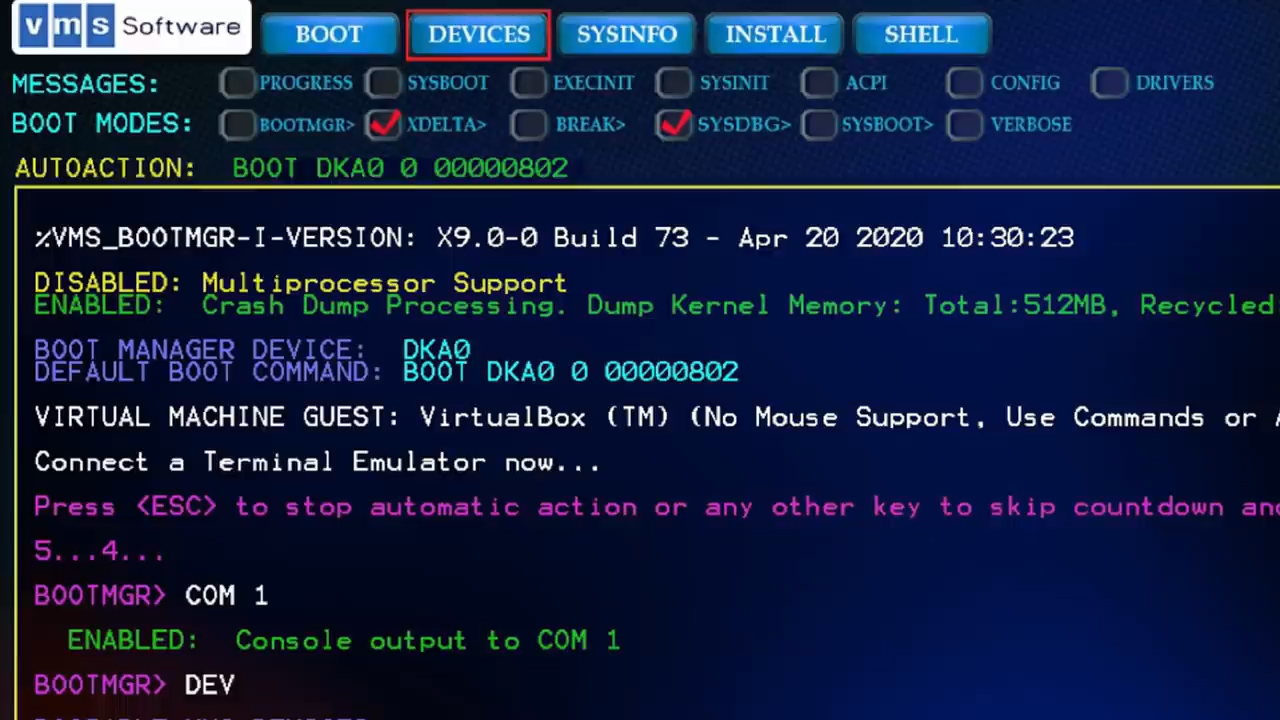 vms Software BOOT DEVICES SYSINFO INSTALL SHELL
MESSAGES: PROGRESS SYSBOOT EXECINIT SYSINIT ACPI CONFIG DRIVERS
BOOT MODES: BOOTMGR> XDELTA> BREAK> SYSDBG> SYSBOOT> VERBOSE
AUTOACTION: BOOT DKA0 0 00000802
%VMS_BOOTMGR-I-VERSION: X9.0-0 Build 73 - Apr 20 2020 10:30:23
DISABLED: Multiprocessor Support
ENABLED: Crash Dump Processing. Dump Kernel Memory: Total:512MB, Recycled
BOOT MANAGER DEVICE: DKA0
DEFAULT BOOT COMMAND: BOOT DKA0 0 00000802
VIRTUAL MACHINE GUEST: VirtualBox (TM) (No Mouse Support, Use Commands or
Connect a Terminal Emulator now...
Press <ESC> to stop automatic action or any other key to skip countdown and
5...4...
BOOTMGR> COM 1
ENABLED: Console output to COM 1
BOOTMGR> DEV